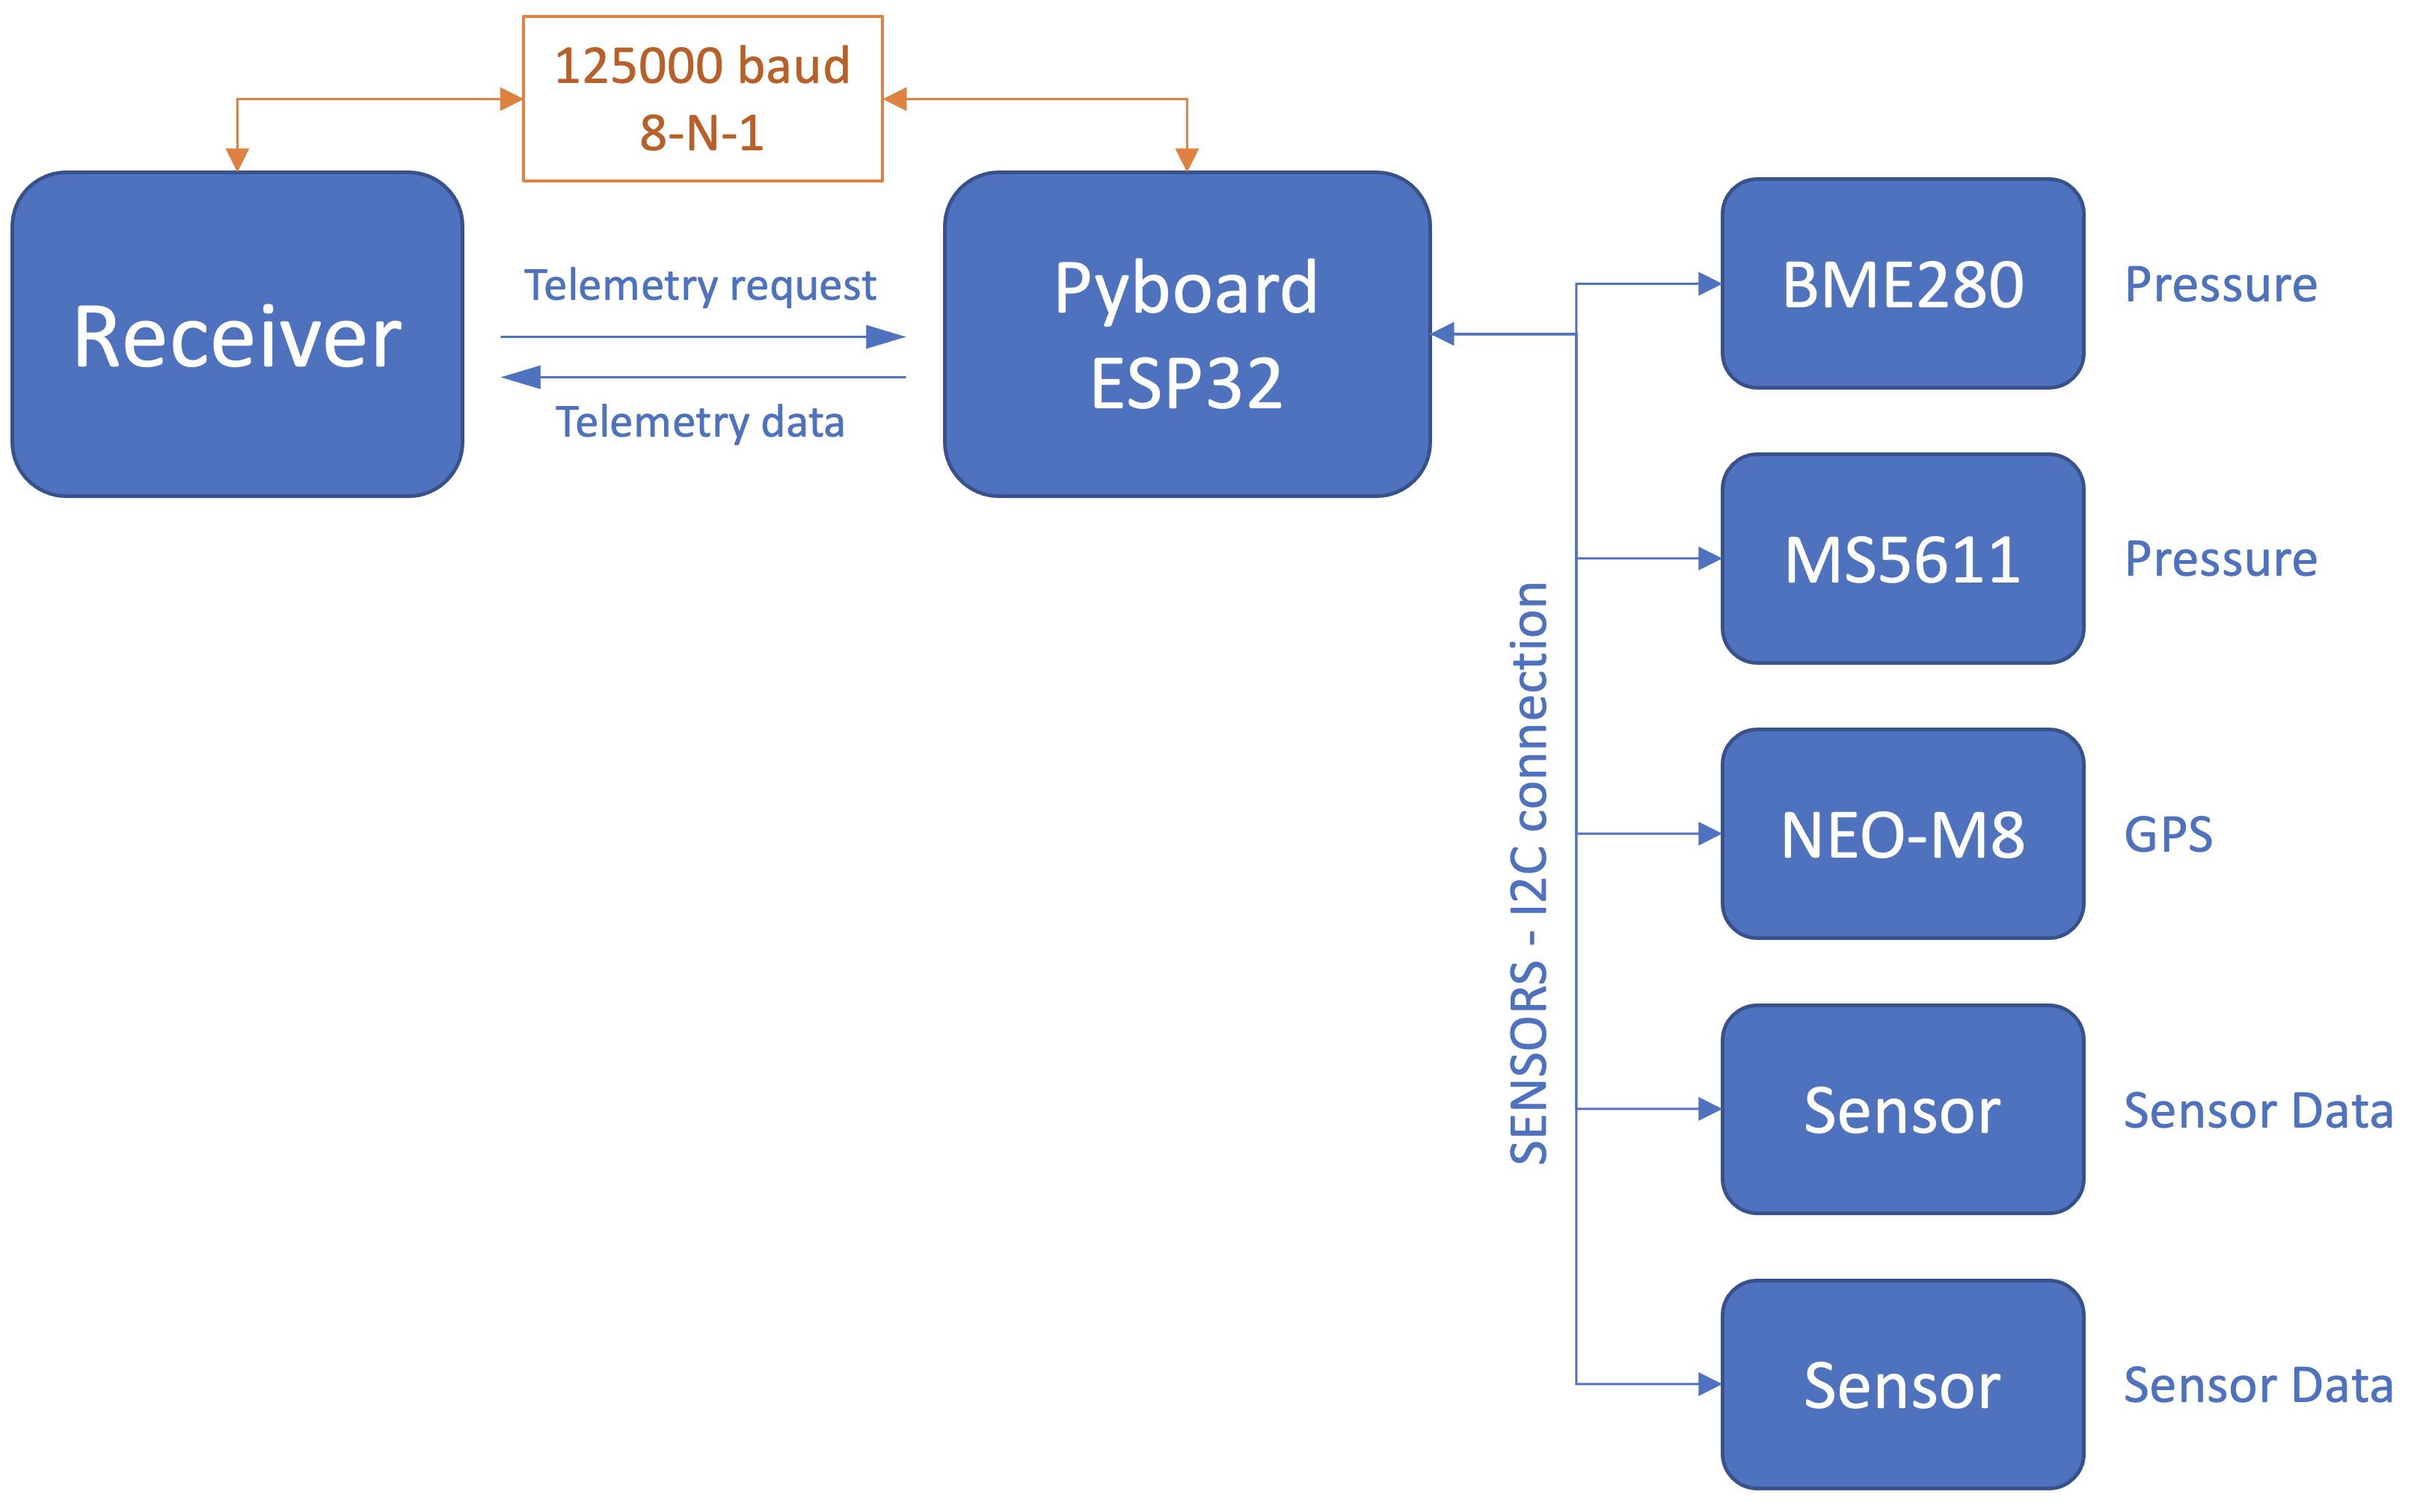 125000 baud
8-N-1
Receiver
Telemetry request
Telemetry data
Pyboard
ESP32
SENSORS - I2C connection
BME280
Pressure
MS5611
Pressure
NEO-M8
GPS
Sensor
Sensor Data
Sensor
Sensor Data